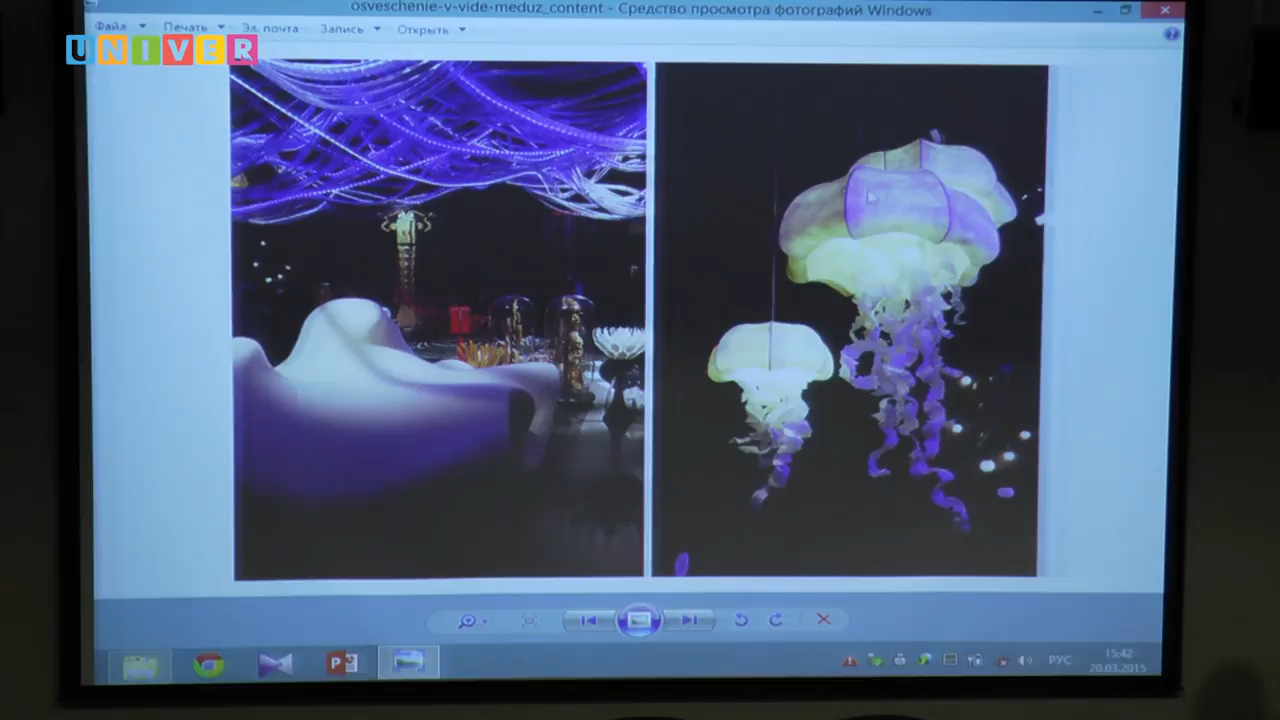 osveschenie-v-vide-meduz_content - Средство просмотра фотографий Windows
Файл Печать Эл. почта Запись Открыть
UNIVER
РУС
15:42
20.03.2015